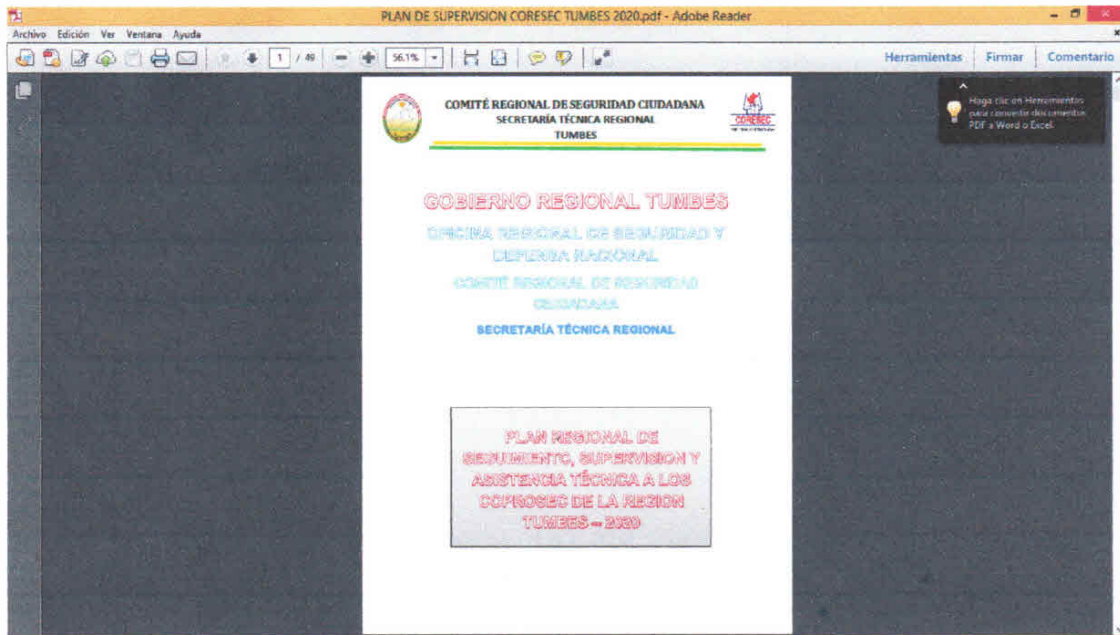 PLAN DE SUPERVISION CORESEC TUMBES 2020.pdf - Adobe Reader
Archivo Edición Ver Ventana Ayuda
1 / 49 56.1% Herramientas Firmar Comentario
Haga clic en Herramientas
para convertir documentos
PDF a Word o Excel.
COMITÉ REGIONAL DE SEGURIDAD CIUDADANA
SECRETARÍA TÉCNICA REGIONAL
TUMBES
CORESEC
GOBIERNO REGIONAL TUMBES
OFICINA REGIONAL DE SEGURIDAD Y
DEFENSA NACIONAL
COMITÉ REGIONAL DE SEGURIDAD
CIUDADANA
SECRETARÍA TÉCNICA REGIONAL
PLAN REGIONAL DE
SEGUIMIENTO, SUPERVISION Y
ASISTENCIA TÉCNICA A LOS
COPROSEC DE LA REGION
TUMBES – 2020